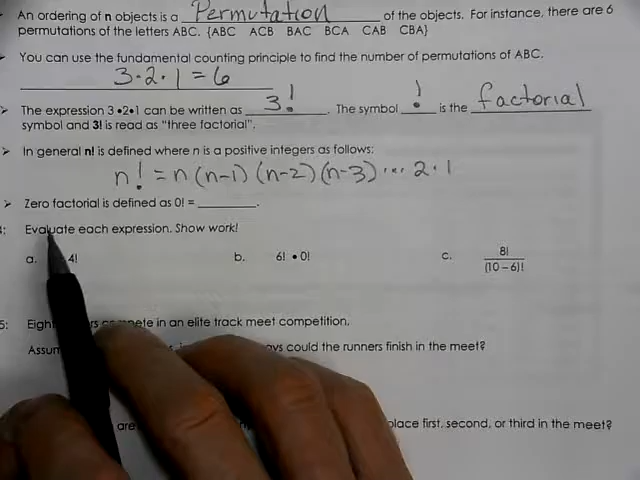 An ordering of n objects is a Permutation of the objects. For instance, there are 6
permutations of the letters ABC. {ABC ACB BAC BCA CAB CBA}
You can use the fundamental counting principle to find the number of permutations of ABC.
3·2·1 = 6
The expression 3•2•1 can be written as 3!. The symbol ! is the factorial
symbol and 3! is read as "three factorial".
In general n! is defined where n is a positive integers as follows:
n! = n(n-1)(n-2)(n-3)... 2·1
Zero factorial is defined as 0! = ________.
Evaluate each expression. Show work!
a. 4! b. 6! • 0! c. 8!
(10 – 6)!
5: in an elite track meet competition.
could the runners finish in the meet?
are place first, second, or third in the meet?